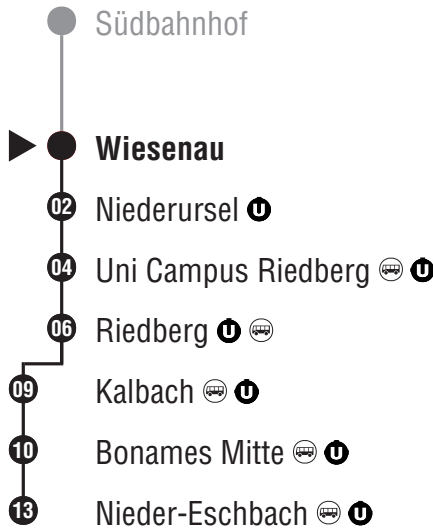 Südbahnhof
Wiesenau
02 Niederursel U
04 Uni Campus Riedberg U
06 Riedberg U
09 Kalbach U
10 Bonames Mitte U
13 Nieder-Eschbach U